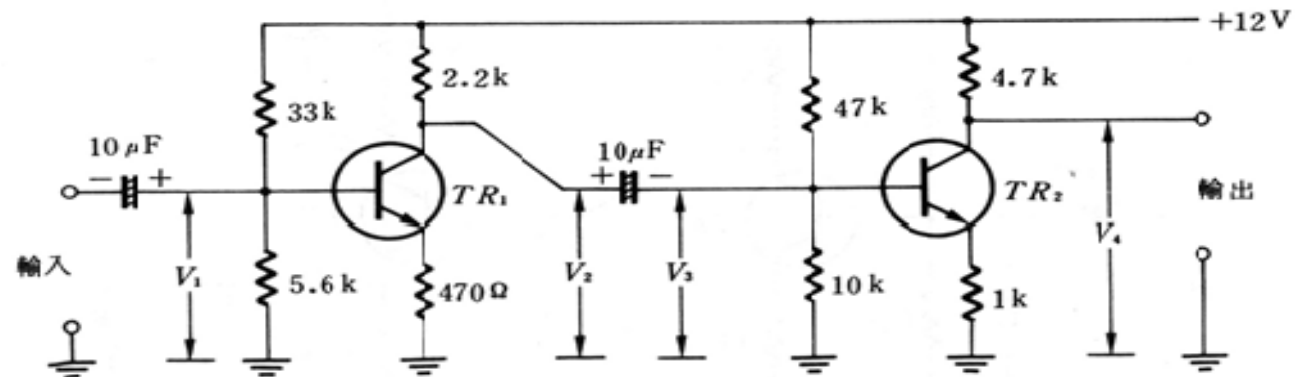 +12V
2.2k
4.7k
33k
47k
10μF
10μF
− +
+ −
TR₁
TR₂
輸出
輸入
V₁
V₂
V₃
V₄
5.6k
470Ω
10k
1k